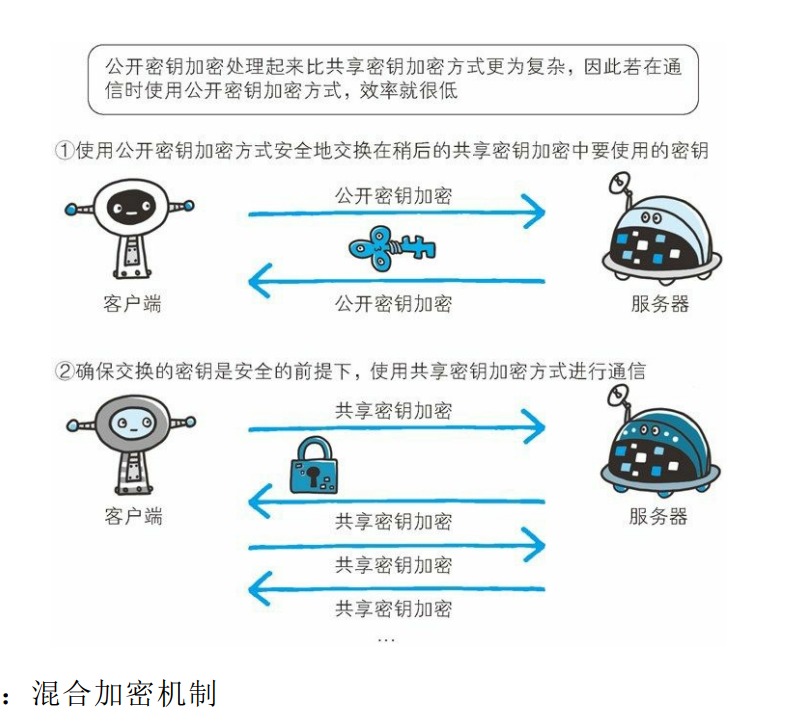 公开密钥加密处理起来比共享密钥加密方式更为复杂，因此若在通
信时使用公开密钥加密方式，效率就很低
①使用公开密钥加密方式安全地交换在稍后的共享密钥加密中要使用的密钥
公开密钥加密
公开密钥加密
客户端
服务器
②确保交换的密钥是安全的前提下，使用共享密钥加密方式进行通信
共享密钥加密
共享密钥加密
共享密钥加密
共享密钥加密
客户端
服务器
…
：混合加密机制